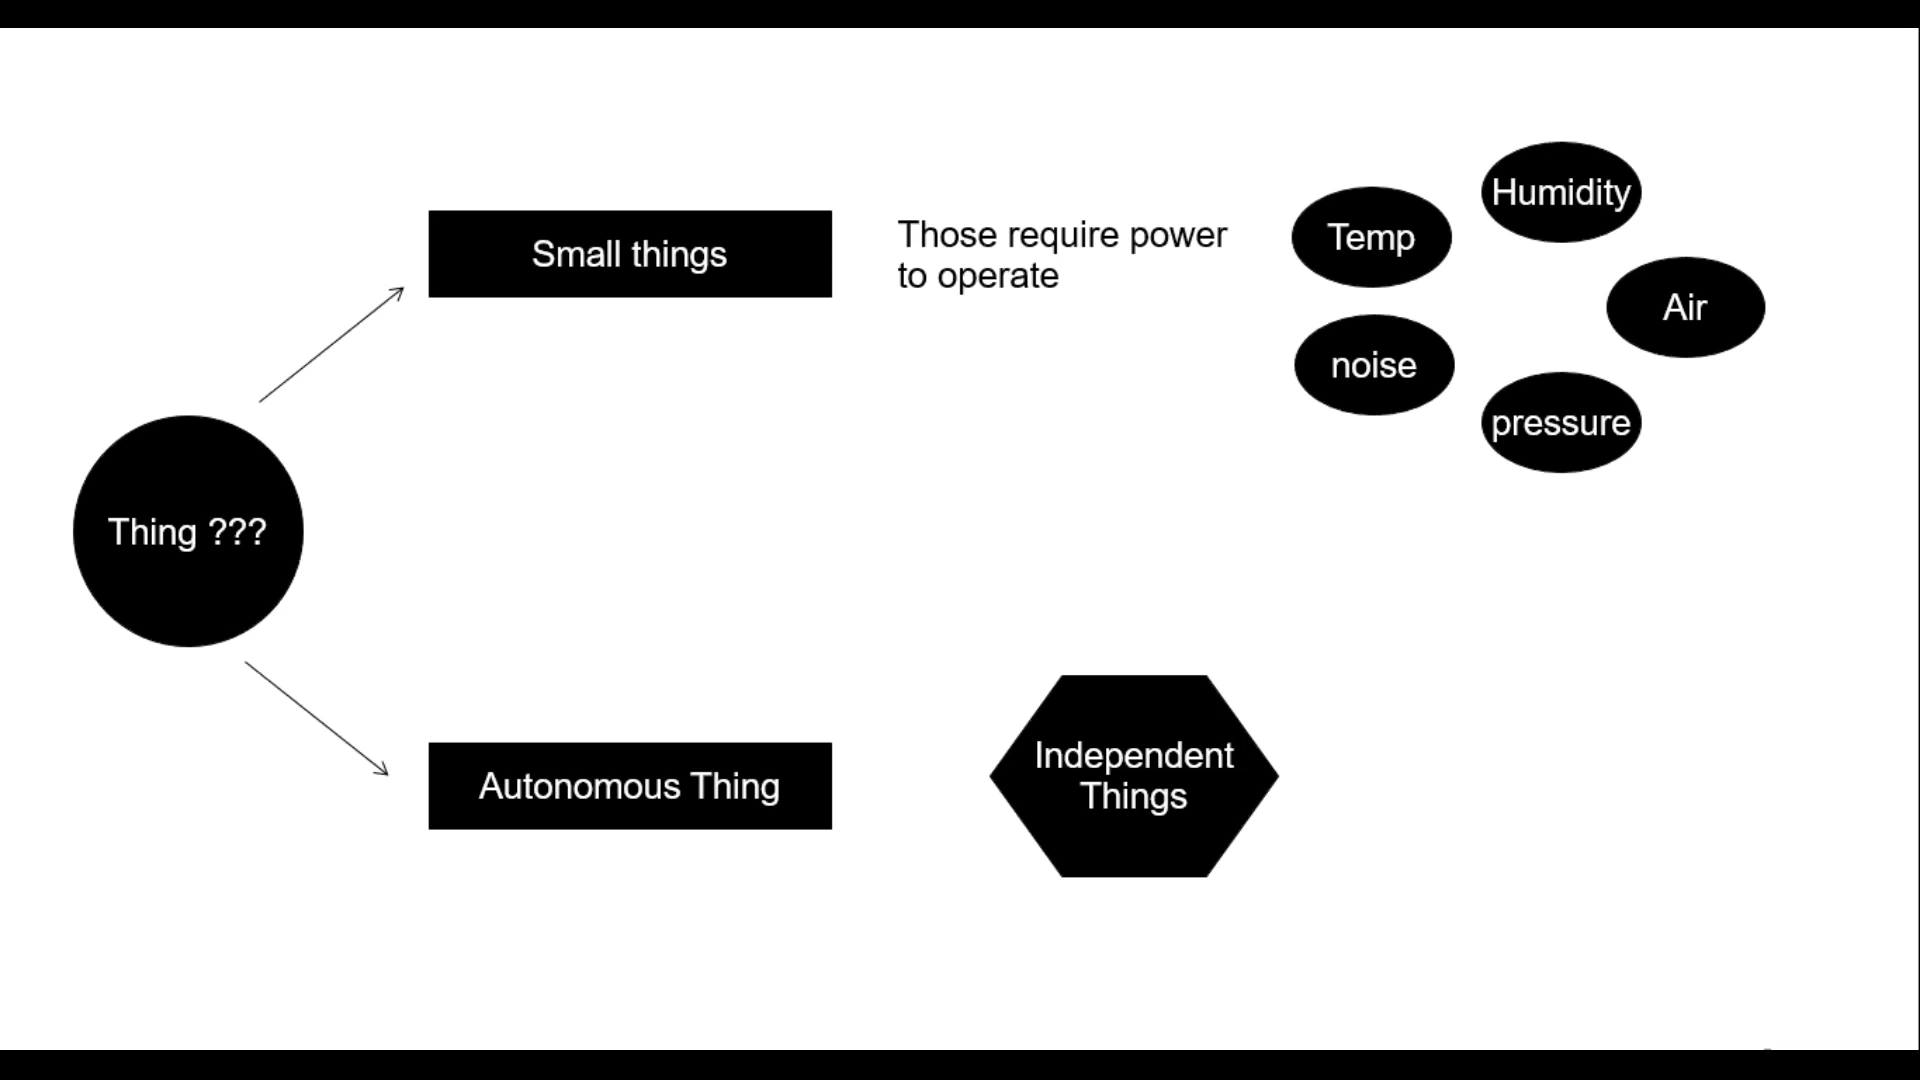 Humidity
Temp
Small things
Those require power
to operate
Air
noise
pressure
Thing ???
Autonomous Thing
Independent
Things